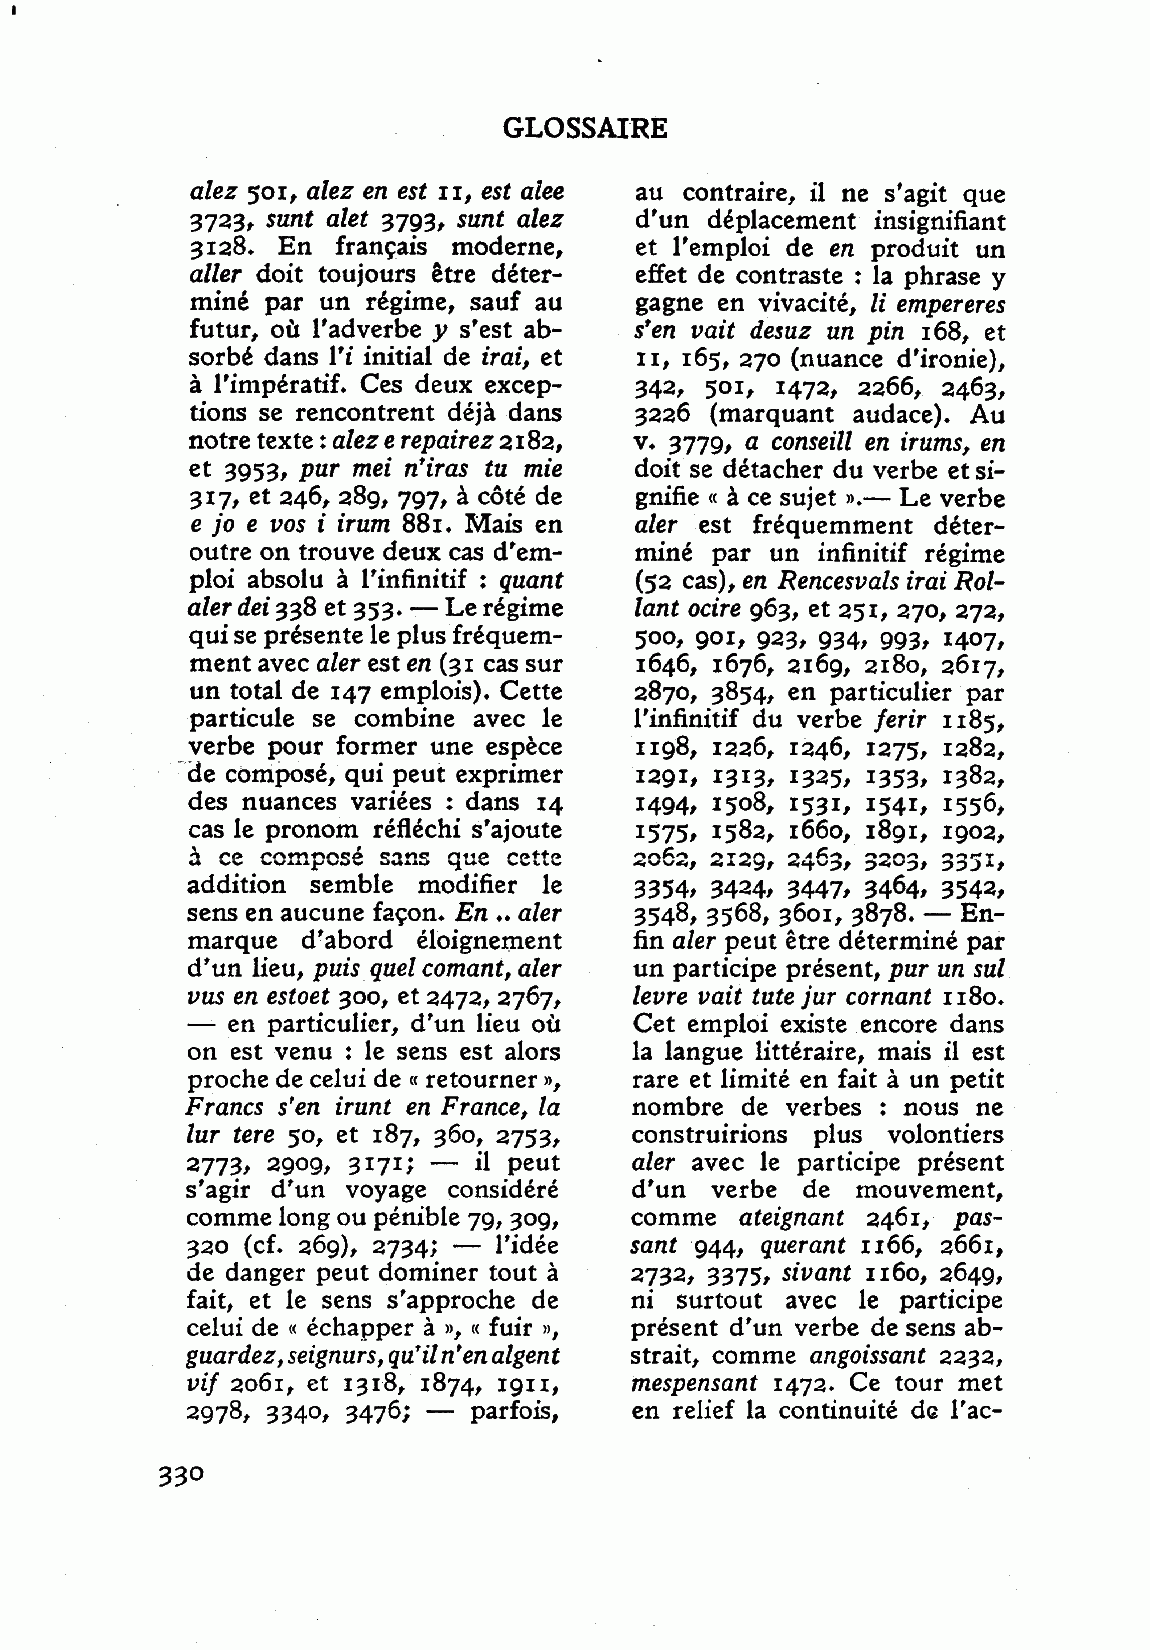 GLOSSAIRE
alez 501, alez en est 11, est alee
3723, sunt alet 3793, sunt alez
3128. En français moderne,
aller doit toujours être déter-
miné par un régime, sauf au
futur, où l'adverbe y s'est ab-
sorbé dans l'i initial de irai, et
à l'impératif. Ces deux excep-
tions se rencontrent déjà dans
notre texte : alez e repairez 2182,
et 3953, pur mei n'iras tu mie
317, et 246, 289, 797, à côté de
e jo e vos i irum 881. Mais en
outre on trouve deux cas d'em-
ploi absolu à l'infinitif : quant
aler dei 338 et 353. — Le régime
qui se présente le plus fréquem-
ment avec aler est en (31 cas sur
un total de 147 emplois). Cette
particule se combine avec le
verbe pour former une espèce
de composé, qui peut exprimer
des nuances variées : dans 14
cas le pronom réfléchi s'ajoute
à ce composé sans que cette
addition semble modifier le
sens en aucune façon. En .. aler
marque d'abord éloignement
d'un lieu, puis quel comant, aler
vus en estoet 300, et 2472, 2767,
— en particulier, d'un lieu où
on est venu : le sens est alors
proche de celui de « retourner »,
Francs s'en irunt en France, la
lur tere 50, et 187, 360, 2753,
2773, 2909, 3171; — il peut
s'agir d'un voyage considéré
comme long ou pénible 79, 309,
320 (cf. 269), 2734; — l'idée
de danger peut dominer tout à
fait, et le sens s'approche de
celui de « échapper à », « fuir »,
guardez, seignurs, qu'il n'en algent
vif 2061, et 1318, 1874, 1911,
2978, 3340, 3476; — parfois,
au contraire, il ne s'agit que
d'un déplacement insignifiant
et l'emploi de en produit un
effet de contraste : la phrase y
gagne en vivacité, li empereres
s'en vait desuz un pin 168, et
11, 165, 270 (nuance d'ironie),
342, 501, 1472, 2266, 2463,
3226 (marquant audace). Au
v. 3779, a conseill en irums, en
doit se détacher du verbe et si-
gnifie « à ce sujet ».— Le verbe
aler est fréquemment déter-
miné par un infinitif régime
(52 cas), en Rencesvals irai Rol-
lant ocire 963, et 251, 270, 272,
500, 901, 923, 934, 993, 1407,
1646, 1676, 2169, 2180, 2617,
2870, 3854, en particulier par
l'infinitif du verbe ferir 1185,
1198, 1226, 1246, 1275, 1282,
1291, 1313, 1325, 1353, 1382,
1494, 1508, 1531, 1541, 1556,
1575, 1582, 1660, 1891, 1902,
2062, 2129, 2463, 3203, 3351,
3354, 3424, 3447, 3464, 3542,
3548, 3568, 3601, 3878. — En-
fin aler peut être déterminé par
un participe présent, pur un sul
levre vait tute jur cornant 1180.
Cet emploi existe encore dans
la langue littéraire, mais il est
rare et limité en fait à un petit
nombre de verbes : nous ne
construirions plus volontiers
aler avec le participe présent
d'un verbe de mouvement,
comme ateignant 2461, pas-
sant 944, querant 1166, 2661,
2732, 3375, sivant 1160, 2649,
ni surtout avec le participe
présent d'un verbe de sens ab-
strait, comme angoissant 2232,
mespensant 1472. Ce tour met
en relief la continuité de l'ac-
330